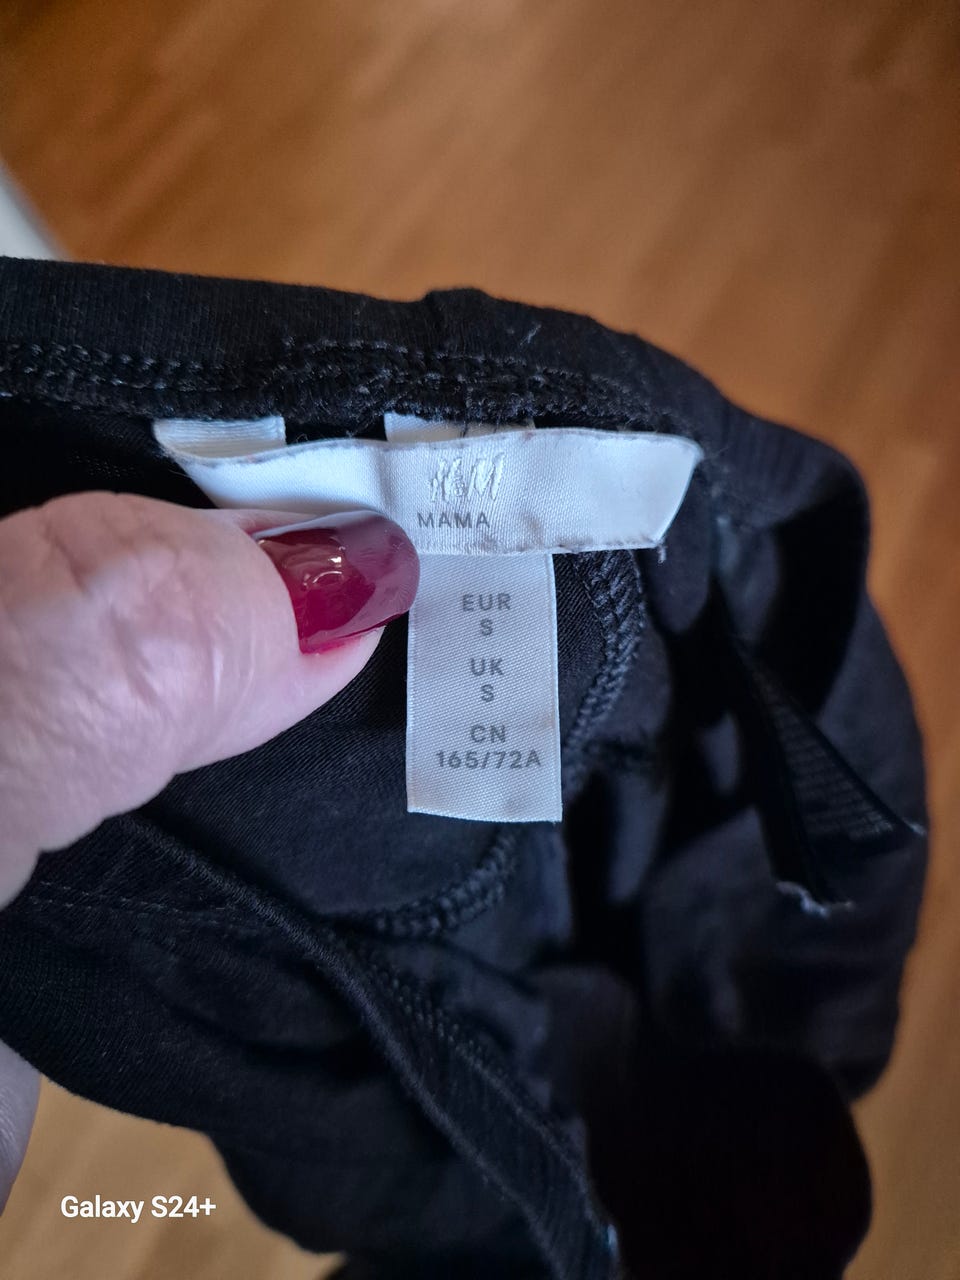 H&M
MAMA
EUR
S
UK
S
CN
165/72A
Galaxy S24+